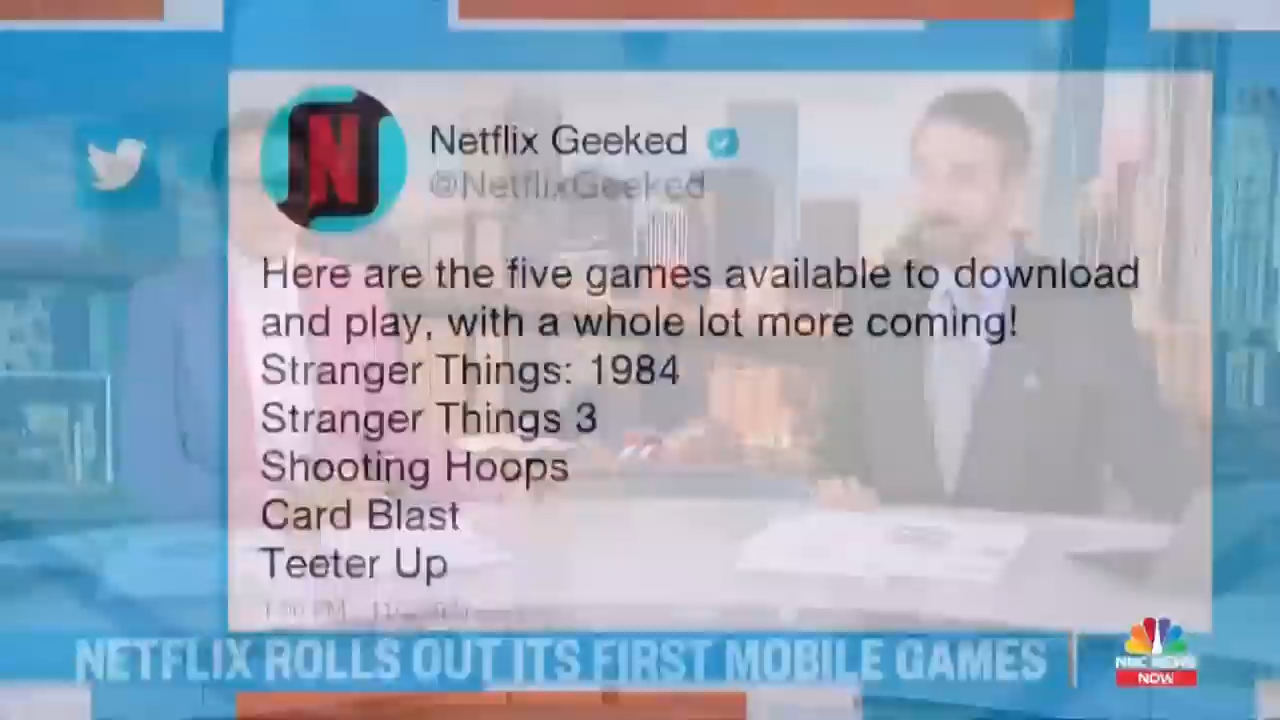 N
Netflix Geeked
@NetflixGeeked
Here are the five games available to download
and play, with a whole lot more coming!
Stranger Things: 1984
Stranger Things 3
Shooting Hoops
Card Blast
Teeter Up
NETFLIX ROLLS OUT ITS FIRST MOBILE GAMES
NBC NEWS
NOW